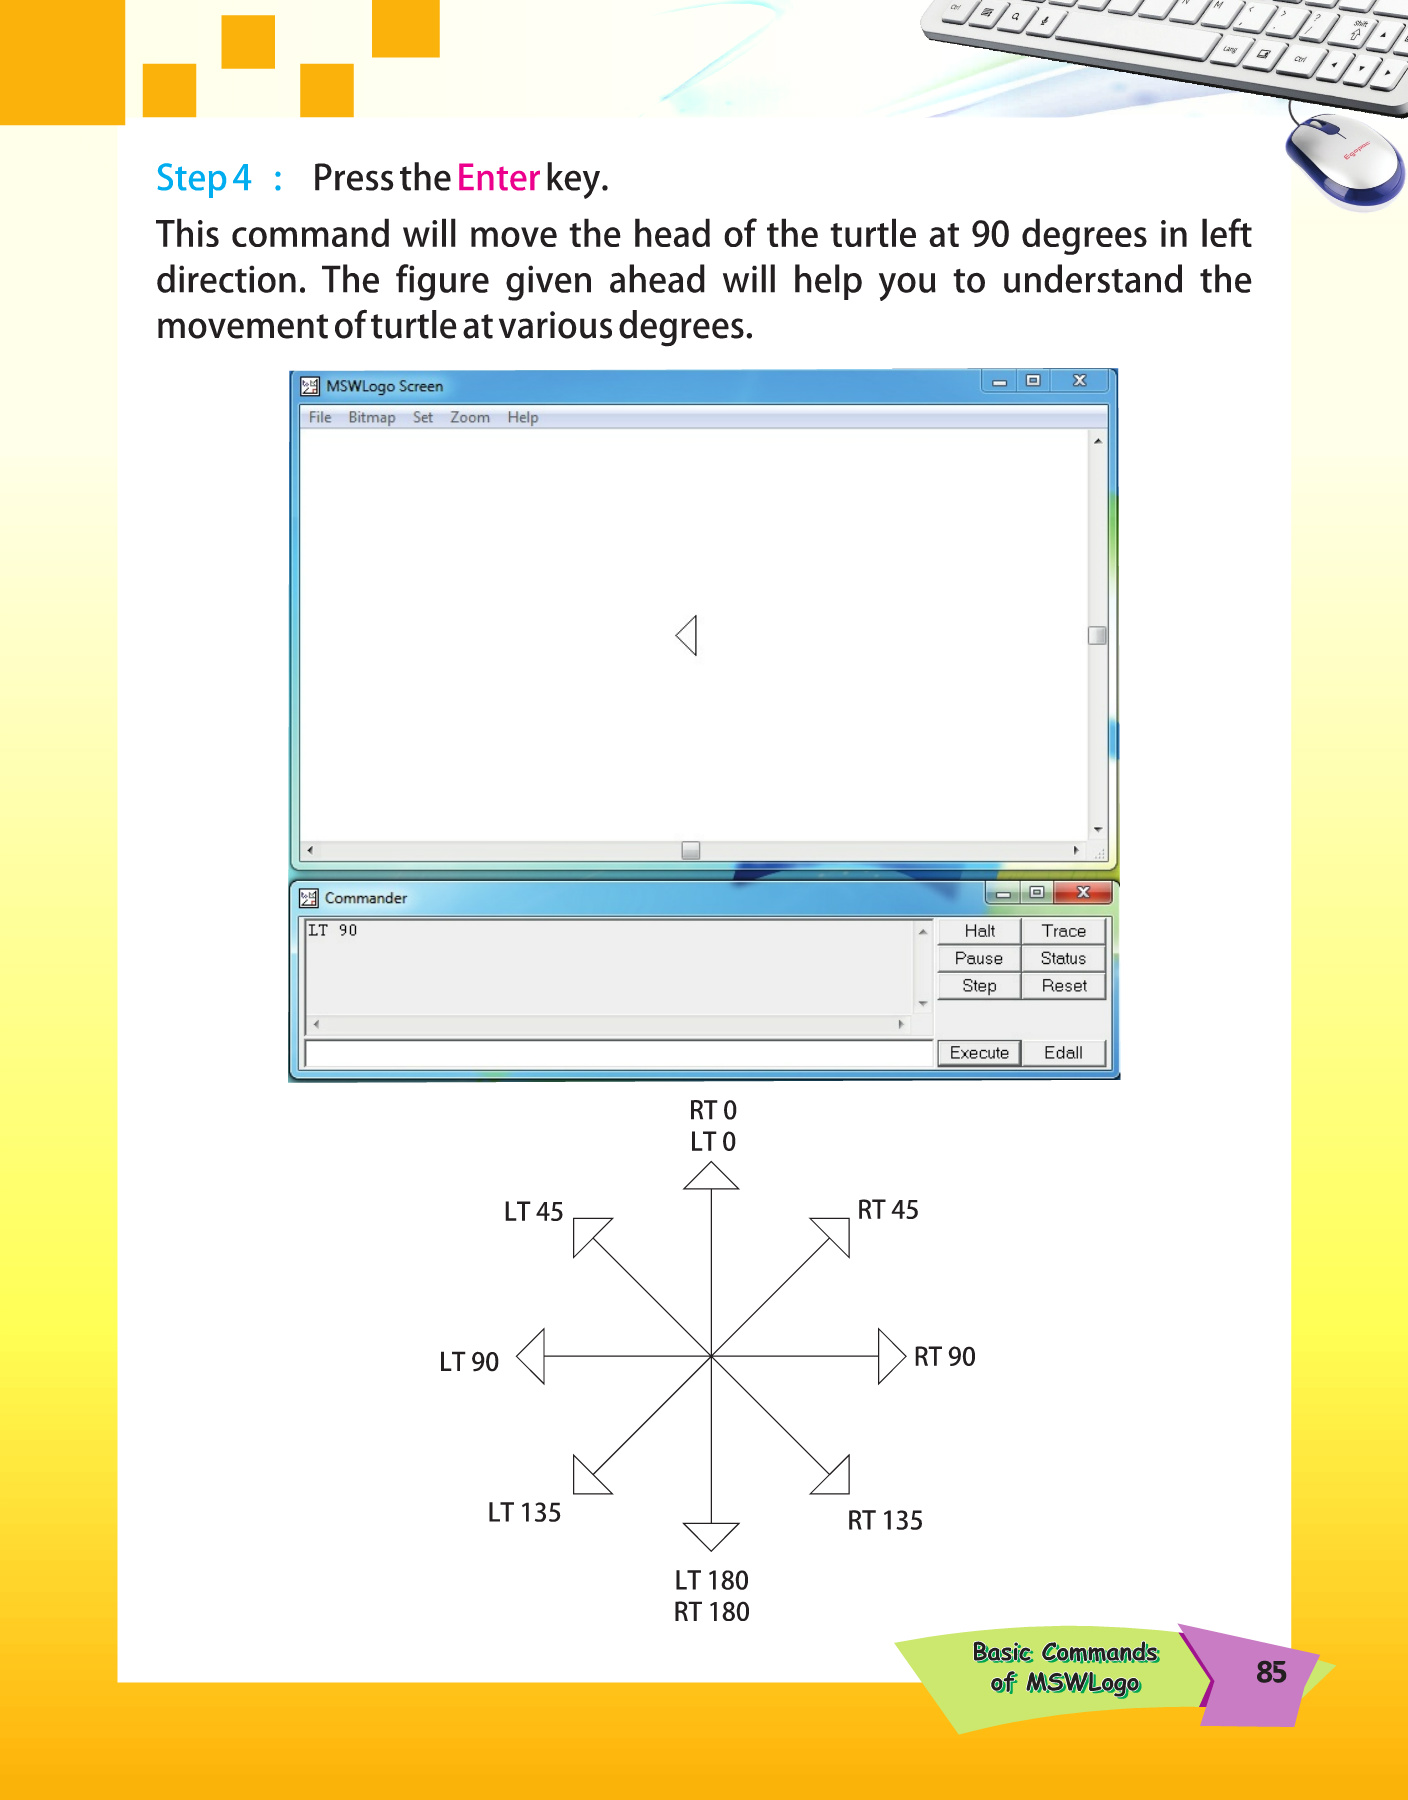 Step 4 : Press the Enter key.
This command will move the head of the turtle at 90 degrees in left
direction. The figure given ahead will help you to understand the
movement of turtle at various degrees.
MSWLogo Screen
File Bitmap Set Zoom Help
Commander
LT 90
Halt Trace
Pause Status
Step Reset
Execute Edall
RT 0
LT 0
LT 45 RT 45
LT 90 RT 90
LT 135 RT 135
LT 180
RT 180
Basic Commands
of MSWLogo
85